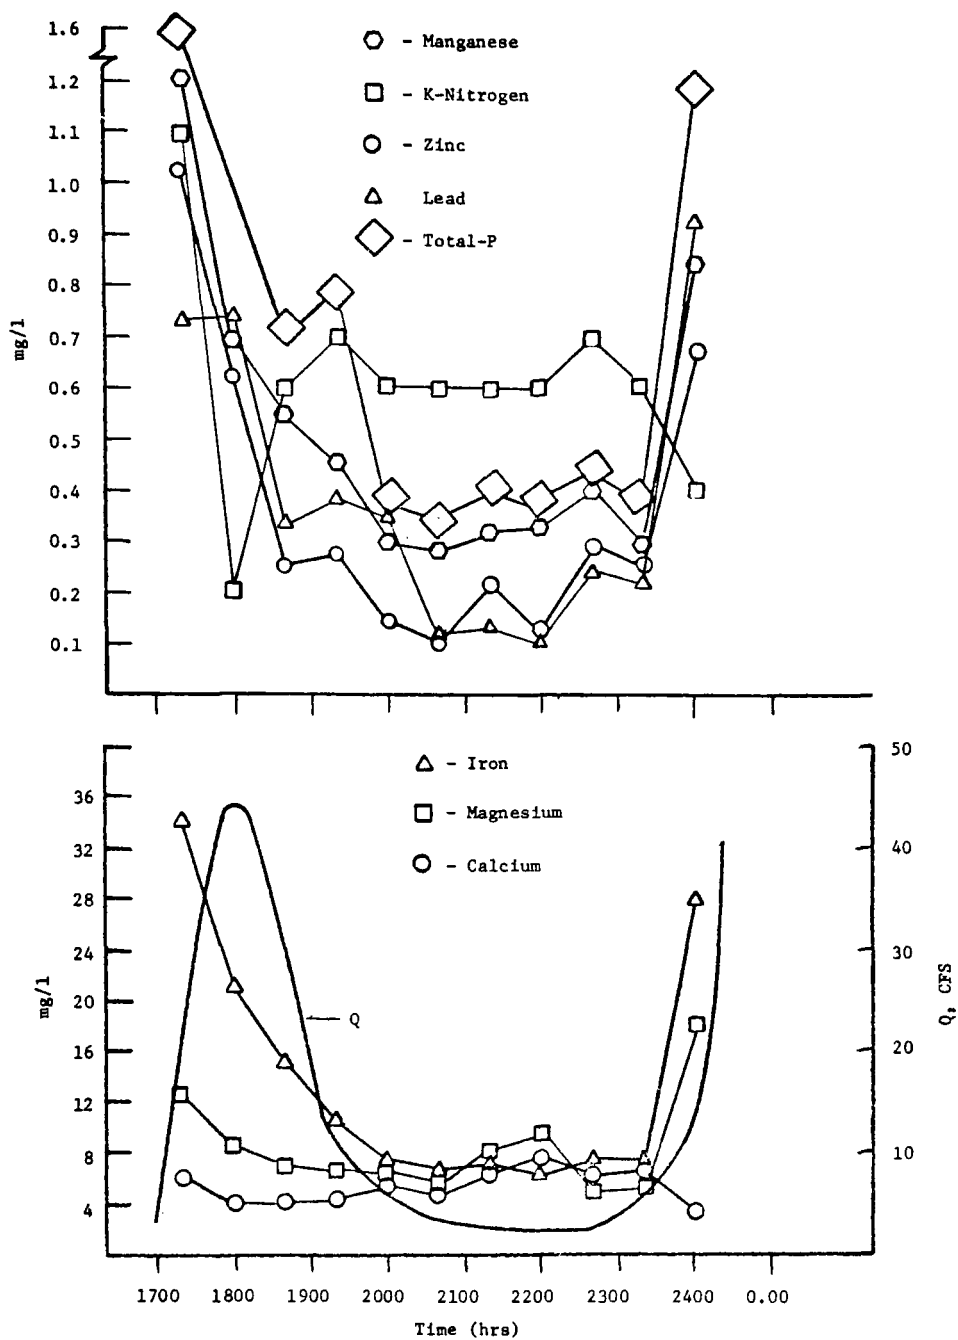 1.6
1.2
1.1
1.0
0.9
0.8
0.7
0.6
0.5
0.4
0.3
0.2
0.1
mg/l
- Manganese
- K-Nitrogen
- Zinc
Lead
- Total-P
36
32
28
24
20
16
12
8
4
mg/l
- Iron
- Magnesium
- Calcium
Q
50
40
30
20
10
Q, CFS
1700 1800 1900 2000 2100 2200 2300 2400 0.00
Time (hrs)